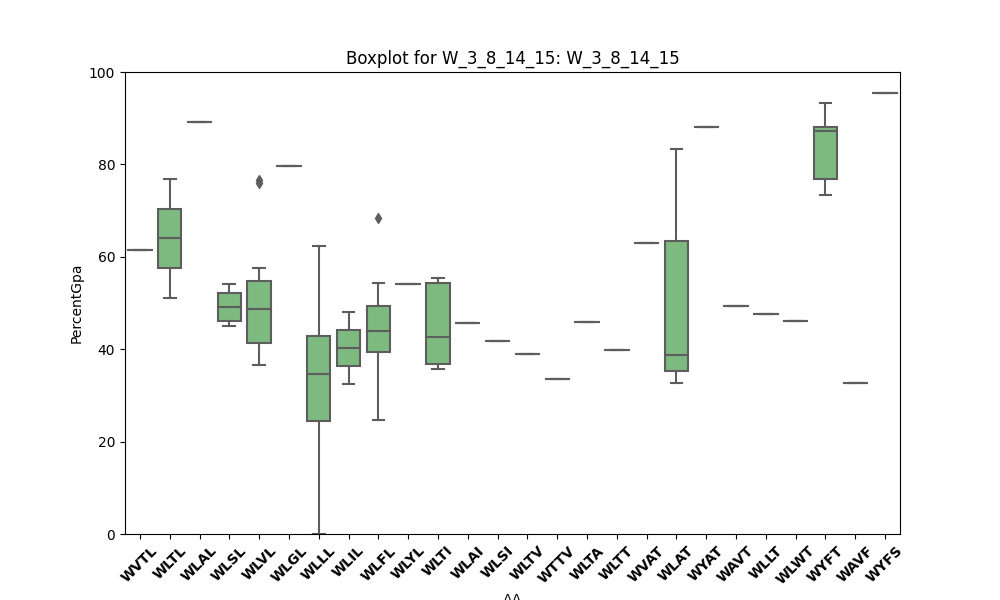 Boxplot for W_3_8_14_15: W_3_8_14_15
PercentGpa
100
80
60
40
20
0
WVTL
WLTL
WLAL
WLSL
WLVL
WLGL
WLLL
WLIL
WLFL
WLYL
WLTI
WLAI
WLSI
WLTV
WTTV
WLTA
WLTT
WVAT
WLAT
WYAT
WAVT
WLLT
WLWT
WYFT
WAVF
WYFS
AA